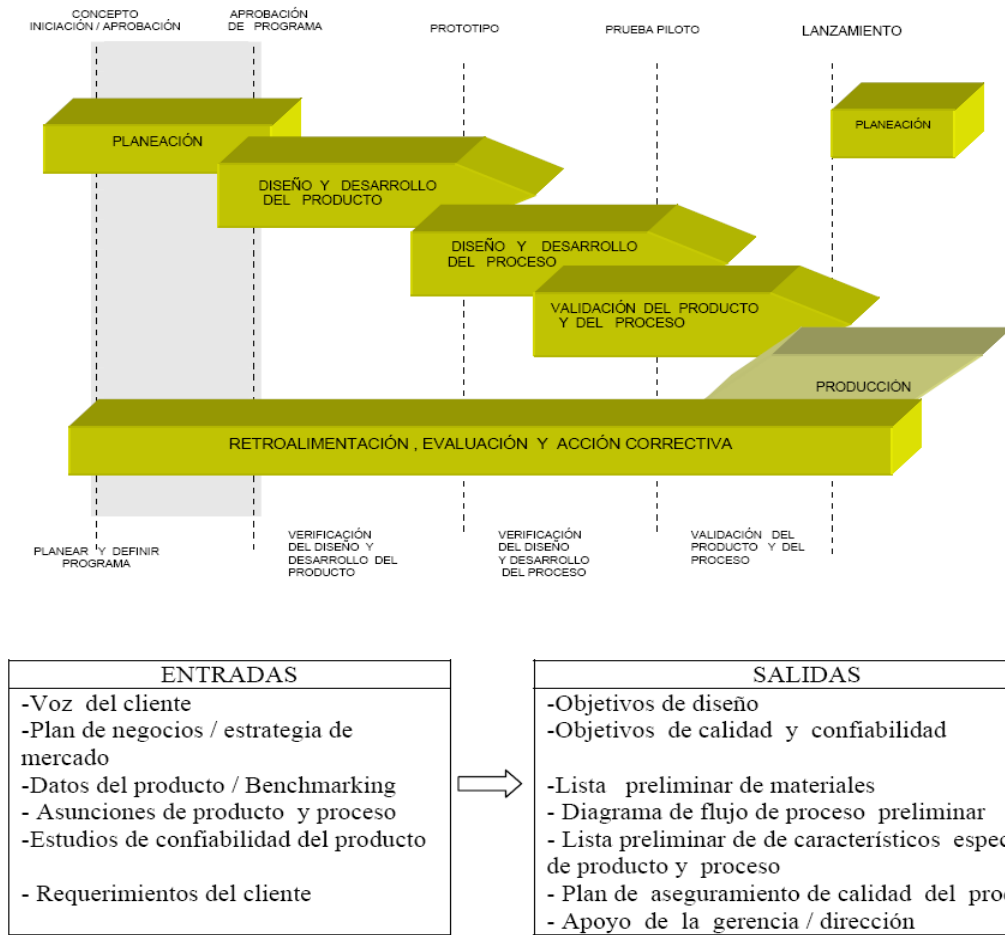 CONCEPTO
INICIACIÓN / APROBACIÓN
APROBACIÓN
DE PROGRAMA
PROTOTIPO
PRUEBA PILOTO
LANZAMIENTO
PLANEACIÓN
PLANEACIÓN
DISEÑO Y DESARROLLO
DEL PRODUCTO
DISEÑO Y DESARROLLO
DEL PROCESO
VALIDACIÓN DEL PRODUCTO
Y DEL PROCESO
PRODUCCIÓN
RETROALIMENTACIÓN , EVALUACIÓN Y ACCIÓN CORRECTIVA
PLANEAR Y DEFINIR
PROGRAMA
VERIFICACIÓN
DEL DISEÑO Y
DESARROLLO DEL
PRODUCTO
VERIFICACIÓN
DEL DISEÑO
Y DESARROLLO
DEL PROCESO
VALIDACIÓN DEL
PRODUCTO Y DEL
PROCESO
ENTRADAS
-Voz del cliente
-Plan de negocios / estrategia de
mercado
-Datos del producto / Benchmarking
- Asunciones de producto y proceso
-Estudios de confiabilidad del producto
- Requerimientos del cliente
SALIDAS
-Objetivos de diseño
-Objetivos de calidad y confiabilidad
-Lista preliminar de materiales
- Diagrama de flujo de proceso preliminar
- Lista preliminar de de característicos espec
de producto y proceso
- Plan de aseguramiento de calidad del pro
- Apoyo de la gerencia / dirección